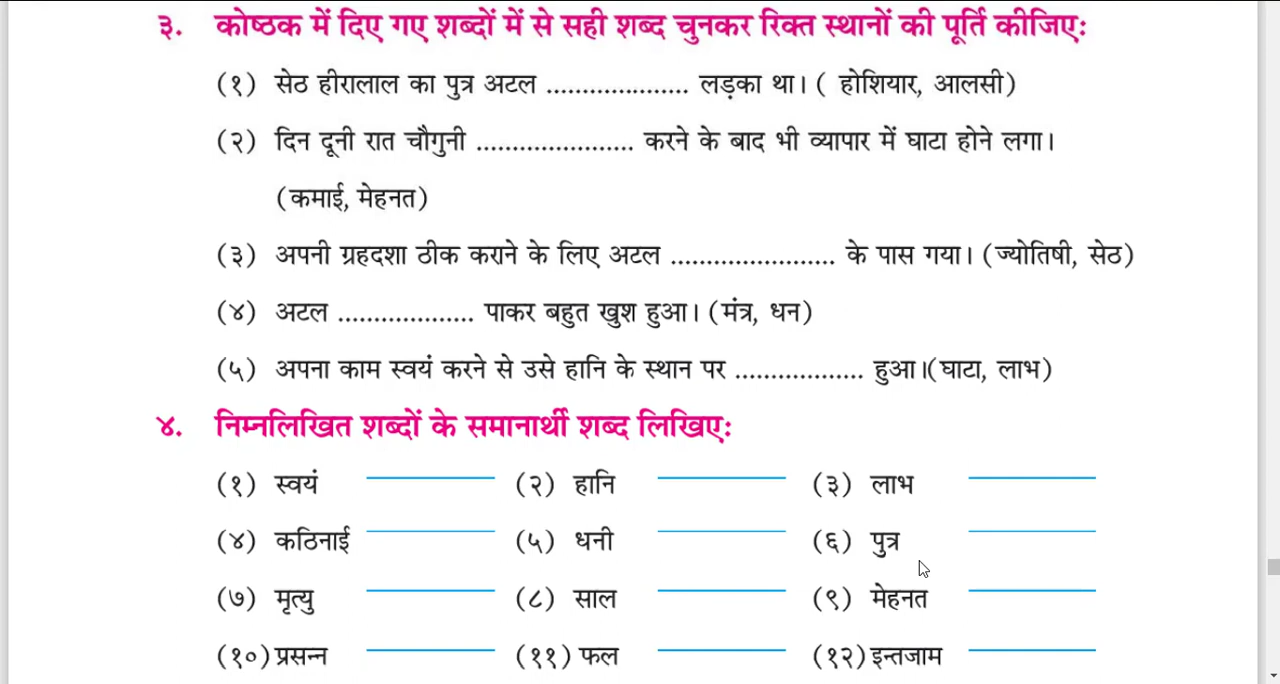 ३. कोष्ठक में दिए गए शब्दों में से सही शब्द चुनकर रिक्त स्थानों की पूर्ति कीजिए:
(१) सेठ हीरालाल का पुत्र अटल .................... लड़का था। ( होशियार, आलसी)
(२) दिन दूनी रात चौगुनी ...................... करने के बाद भी व्यापार में घाटा होने लगा।
(कमाई, मेहनत)
(३) अपनी ग्रहदशा ठीक कराने के लिए अटल ....................... के पास गया। (ज्योतिषी, सेठ)
(४) अटल ................... पाकर बहुत खुश हुआ। (मंत्र, धन)
(५) अपना काम स्वयं करने से उसे हानि के स्थान पर .................. हुआ।(घाटा, लाभ)
४. निम्नलिखित शब्दों के समानार्थी शब्द लिखिए:
(१) स्वयं (२) हानि (३) लाभ
(४) कठिनाई (५) धनी (६) पुत्र
(७) मृत्यु (८) साल (९) मेहनत
(१०) प्रसन्न (११) फल (१२) इन्तजाम